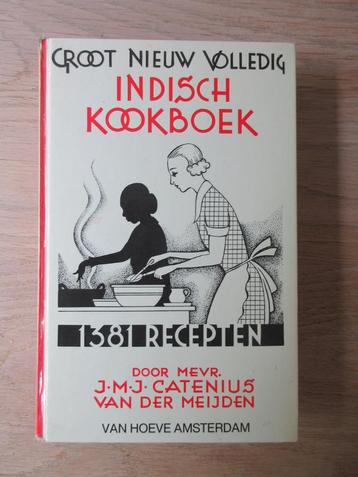 GROOT NIEUW VOLLEDIG
INDISCH
KOOKBOEK
1381 RECEPTEN
DOOR MEVR.
J·M·J·CATENIUS
VAN DER MEIJDEN
VAN HOEVE AMSTERDAM